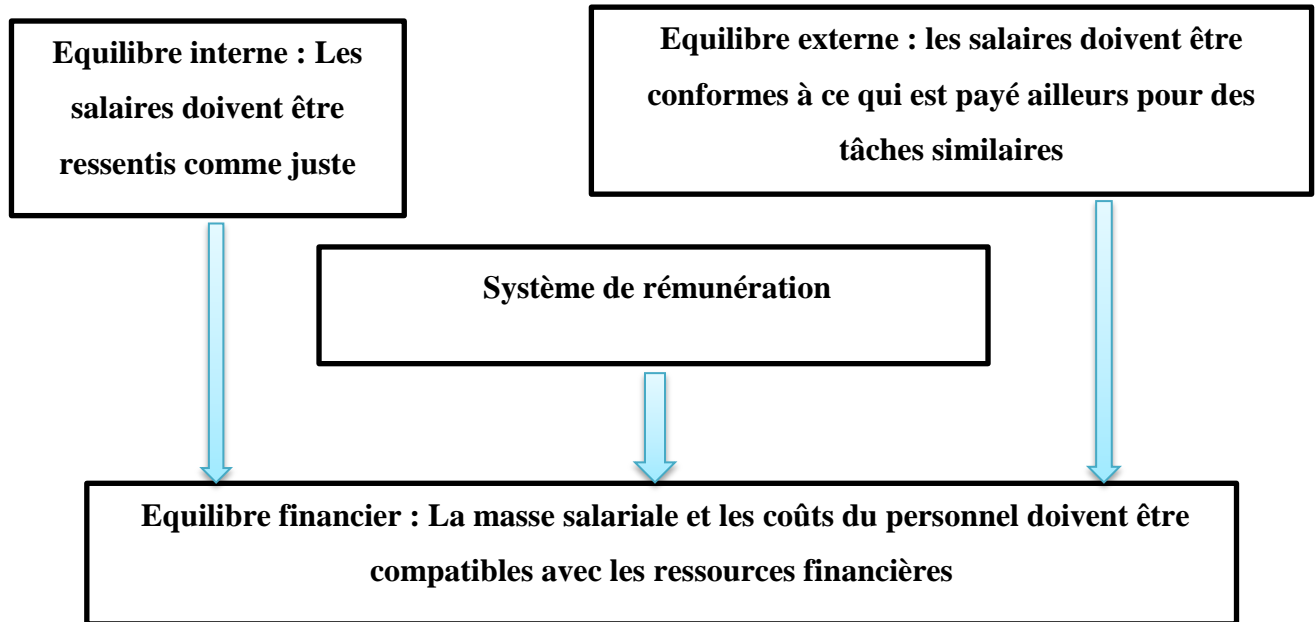 Equilibre interne : Les
salaires doivent être
ressentis comme juste
Equilibre externe : les salaires doivent être
conformes à ce qui est payé ailleurs pour des
tâches similaires
Système de rémunération
Equilibre financier : La masse salariale et les coûts du personnel doivent être
compatibles avec les ressources financières